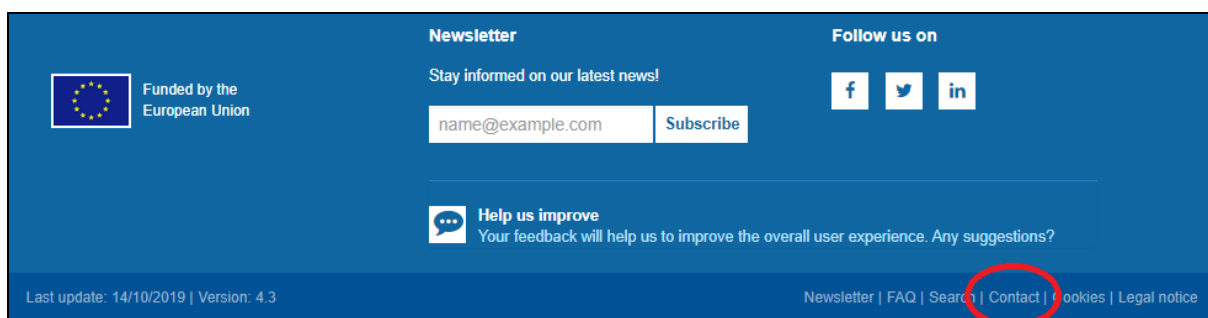 Newsletter
Follow us on
Stay informed on our latest news!
Funded by the
European Union
name@example.com
Subscribe
Help us improve
Your feedback will help us to improve the overall user experience. Any suggestions?
Last update: 14/10/2019 | Version: 4.3
Newsletter | FAQ | Search | Contact | Cookies | Legal notice